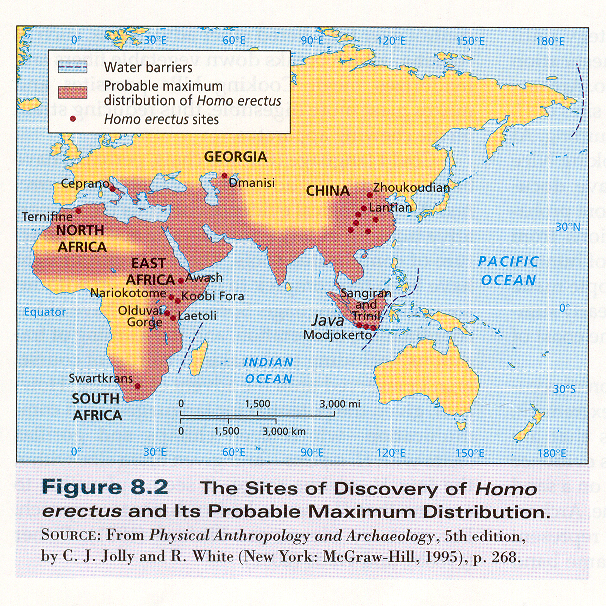 0° 30°E 60°E 90°E 120°E 150°E 180°E
Water barriers
Probable maximum
distribution of Homo erectus
Homo erectus sites
GEORGIA
Ceprano
Dmanisi
CHINA
Zhoukoudian
Lantian
Ternifine
NORTH
AFRICA
30°N
EAST
AFRICA
Awash
PACIFIC
OCEAN
Nariokotome
Koobi Fora
Sangiran
and
Trinil
Equator
0°
Olduvai
Gorge
Laetoli
Java
Modjokerto
INDIAN
OCEAN
Swartkrans
SOUTH
AFRICA
30°S
0 1,500 3,000 mi
0 1,500 3,000 km
0° 30°E 60°E 90°E 120°E 150°E 180°E
Figure 8.2 The Sites of Discovery of Homo
erectus and Its Probable Maximum Distribution.
SOURCE: From Physical Anthropology and Archaeology, 5th edition,
by C. J. Jolly and R. White (New York: McGraw-Hill, 1995), p. 268.